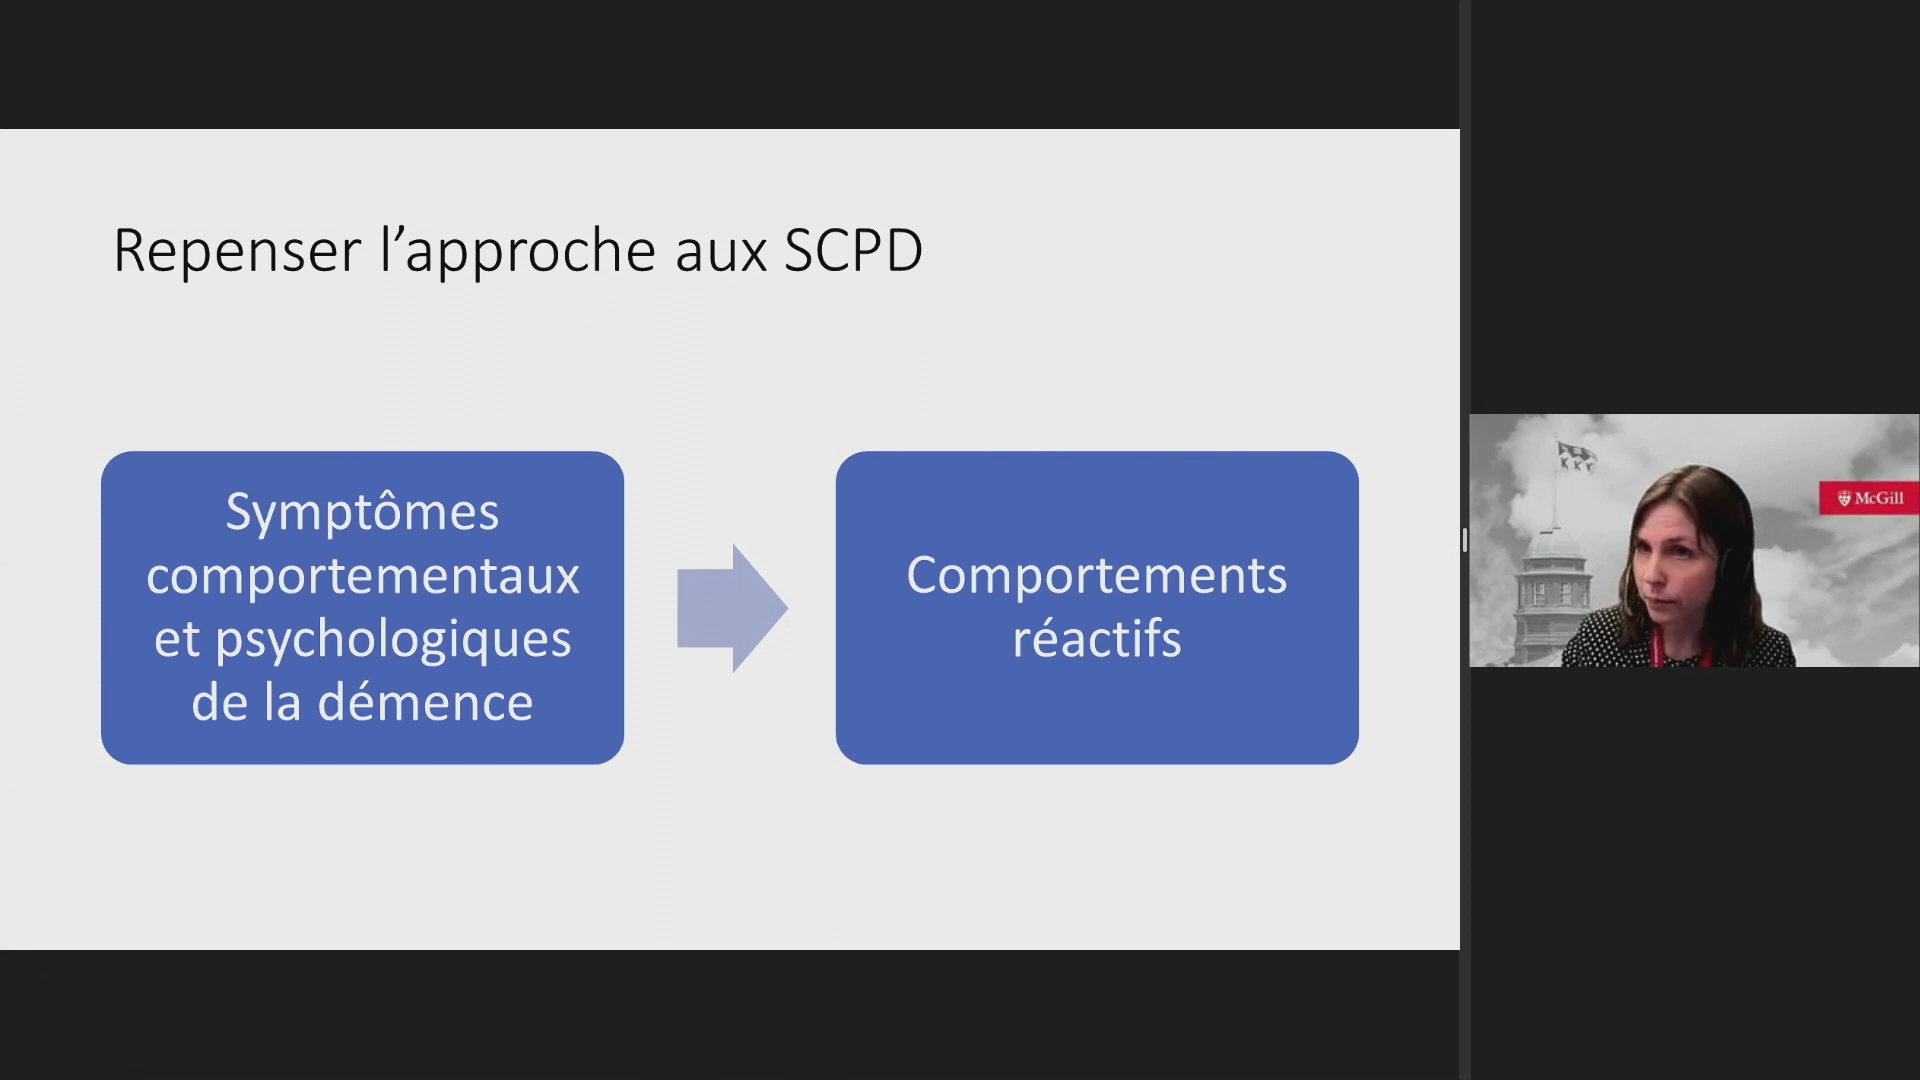 Repenser l’approche aux SCPD
Symptômes
comportementaux
et psychologiques
de la démence
Comportements
réactifs
McGill